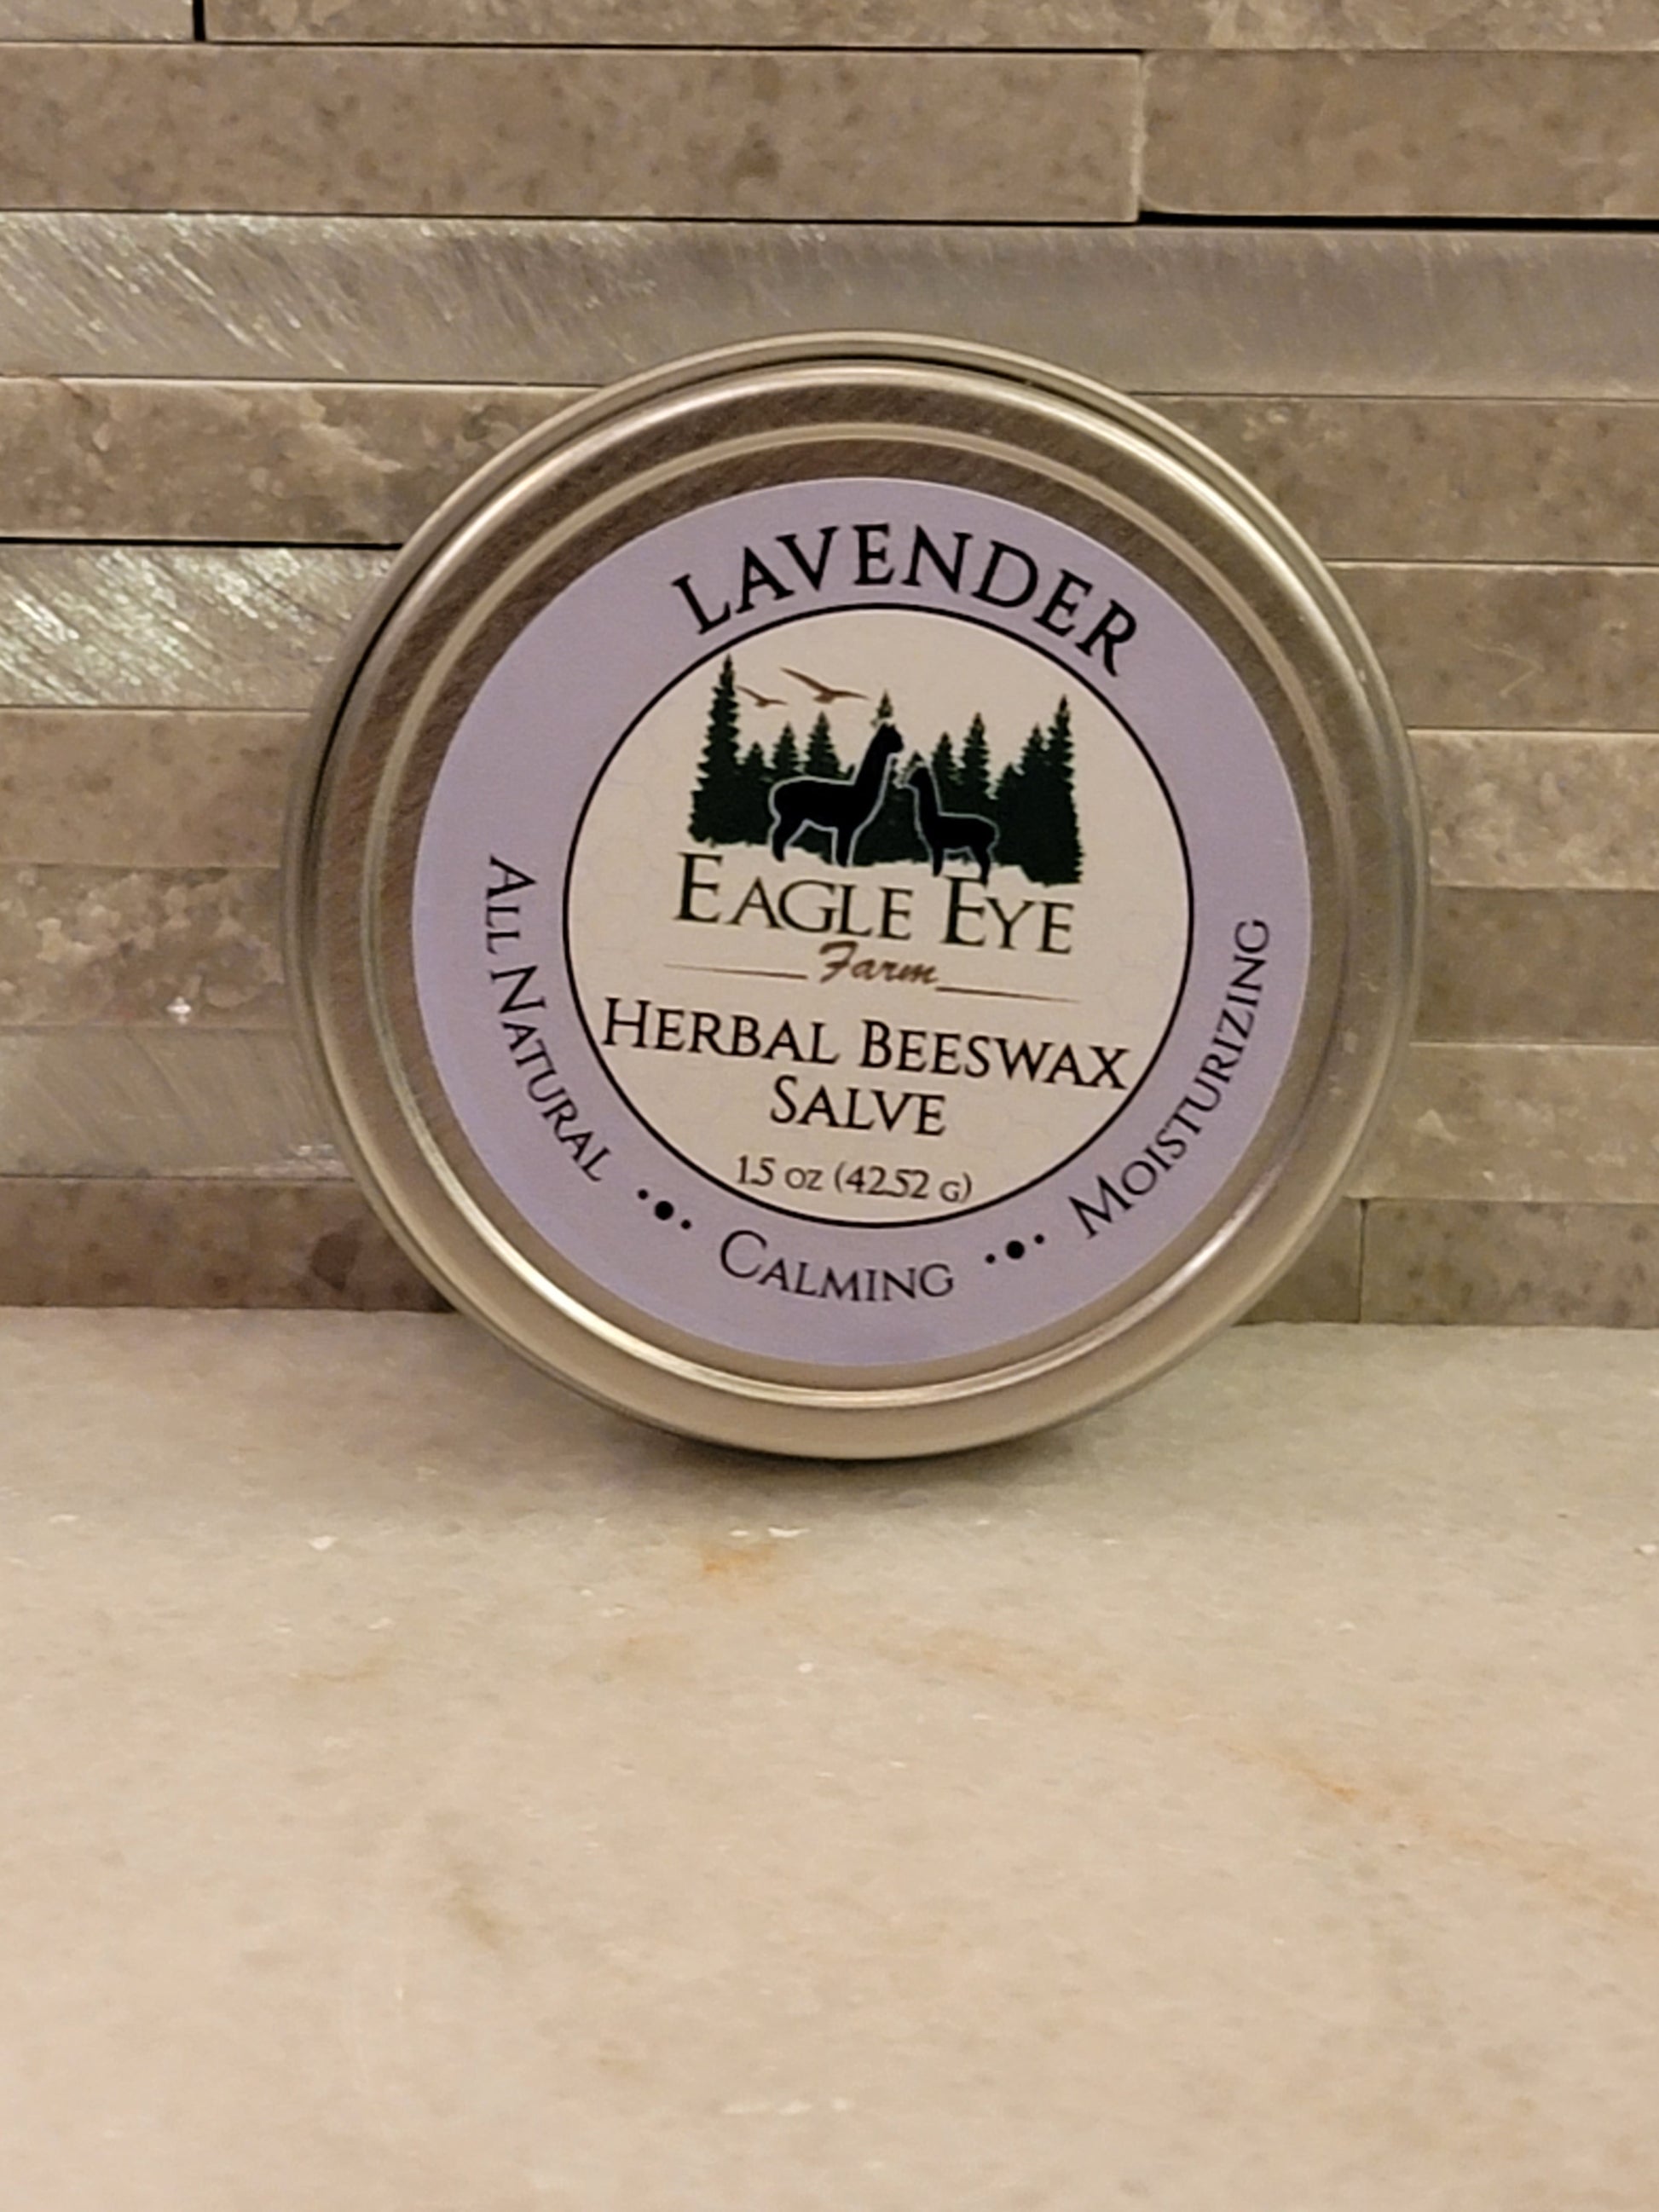 LAVENDER
EAGLE EYE
Farm
HERBAL BEESWAX
SALVE
1.5 OZ (42.52 G)
ALL NATURAL •●• CALMING •●• MOISTURIZING